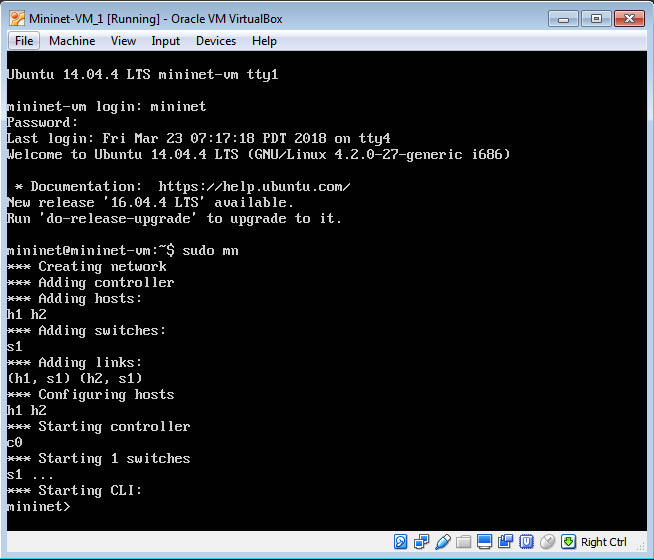 Mininet-VM_1 [Running] - Oracle VM VirtualBox
File Machine View Input Devices Help
Ubuntu 14.04.4 LTS mininet-vm tty1
mininet-vm login: mininet
Password:
Last login: Fri Mar 23 07:17:18 PDT 2018 on tty4
Welcome to Ubuntu 14.04.4 LTS (GNU/Linux 4.2.0-27-generic i686)
* Documentation:  https://help.ubuntu.com/
New release '16.04.4 LTS' available.
Run 'do-release-upgrade' to upgrade to it.
mininet@mininet-vm:~$ sudo mn
*** Creating network
*** Adding controller
*** Adding hosts:
h1 h2
*** Adding switches:
s1
*** Adding links:
(h1, s1) (h2, s1)
*** Configuring hosts
h1 h2
*** Starting controller
c0
*** Starting 1 switches
s1 ...
*** Starting CLI:
mininet>
Right Ctrl